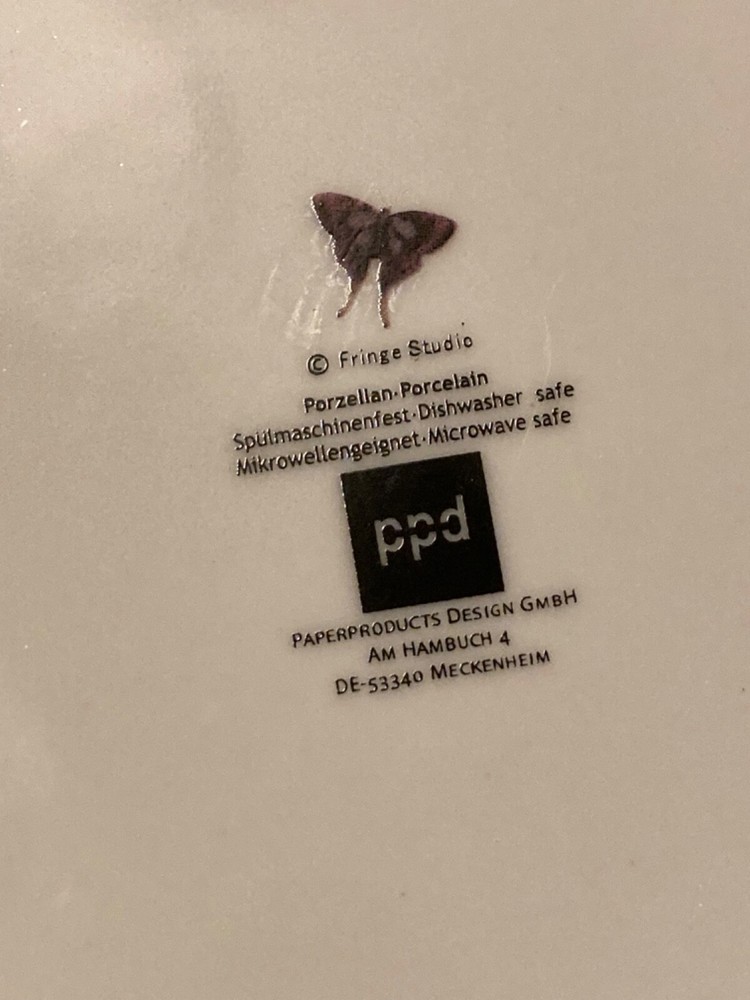 © Fringe Studio
Porzellan·Porcelain
Spülmaschinenfest·Dishwasher safe
Mikrowellengeignet·Microwave safe
ppd
PAPERPRODUCTS DESIGN GMBH
AM HAMBUCH 4
DE-53340 MECKENHEIM